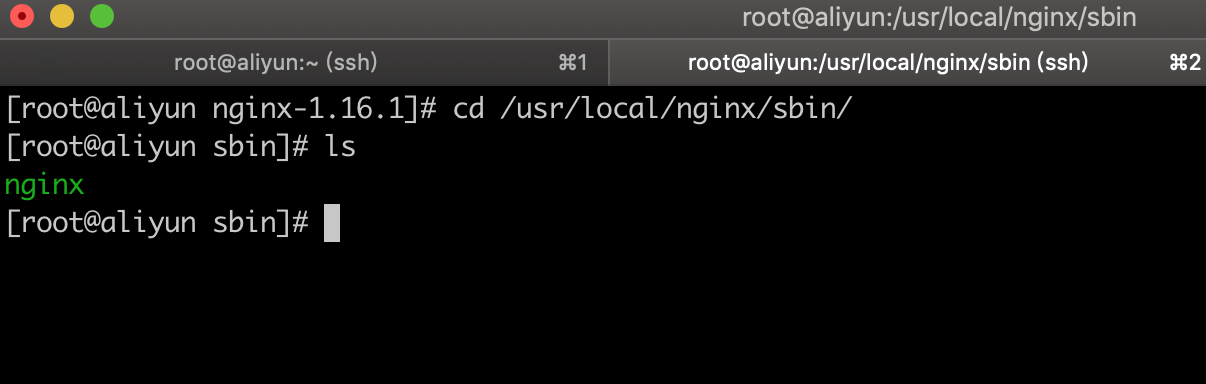 root@aliyun:/usr/local/nginx/sbin
root@aliyun:~ (ssh) ⌘1 root@aliyun:/usr/local/nginx/sbin (ssh) ⌘2
[root@aliyun nginx-1.16.1]# cd /usr/local/nginx/sbin/
[root@aliyun sbin]# ls
nginx
[root@aliyun sbin]#